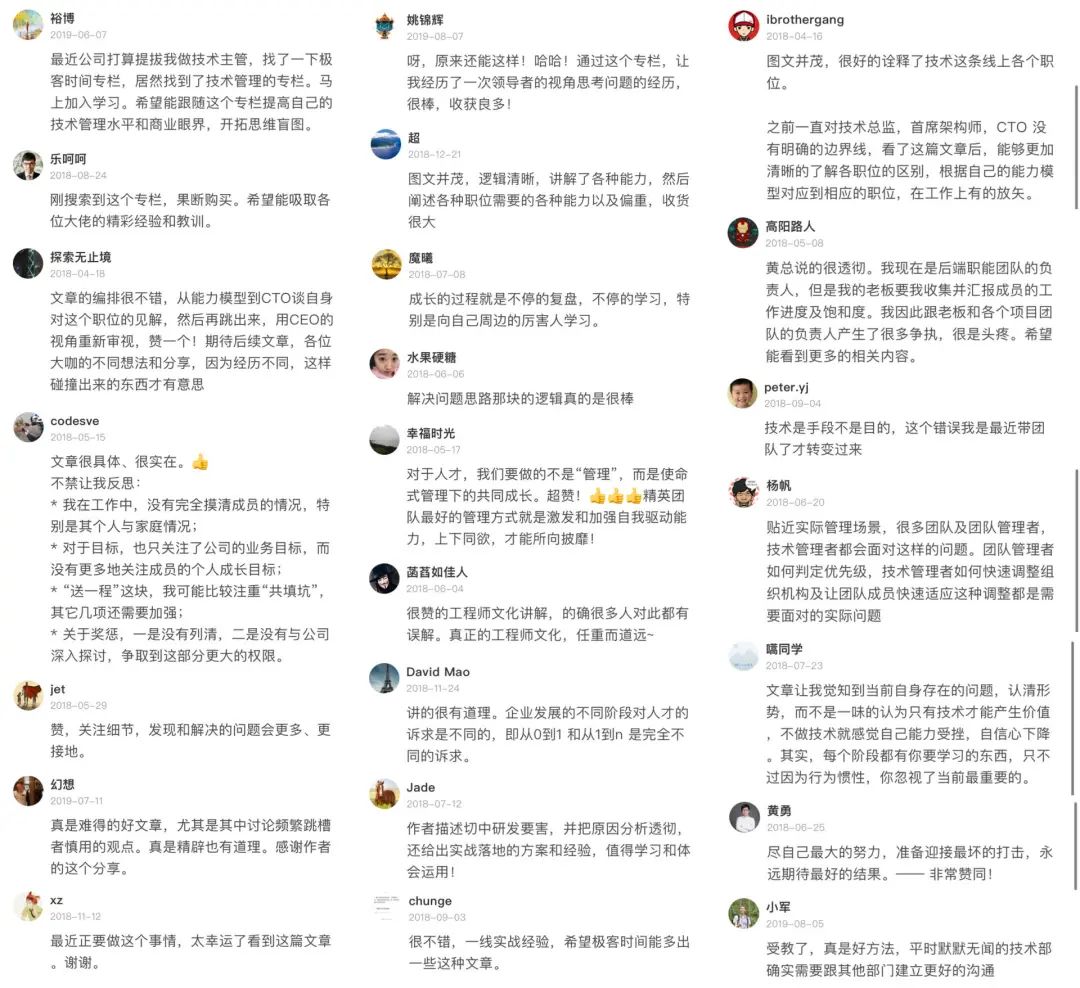 裕博
2019-06-07
最近公司打算提拔我做技术主管，找了一下极
客时间专栏，居然找到了技术管理的专栏。马
上加入学习。希望能跟随这个专栏提高自己的
技术管理水平和商业眼界，开拓思维盲图。
乐呵呵
2018-08-24
刚搜索到这个专栏，果断购买。希望能吸取各
位大佬的精彩经验和教训。
探索无止境
2018-04-18
文章的编排很不错，从能力模型到CTO谈自身
对这个职位的见解，然后再跳出来，用CEO的
视角重新审视，赞一个！期待后续文章，各位
大咖的不同想法和分享，因为经历不同，这样
碰撞出来的东西才有意思
codesve
2018-05-15
文章很具体、很实在。👍
不禁让我反思：
* 我在工作中，没有完全摸清成员的情况，特
别是其个人与家庭情况；
* 对于目标，也只关注了公司的业务目标，而
没有更多地关注成员的个人成长目标；
* “送一程”这块，我可能比较注重“共填坑”，
其它几项还需要加强；
* 关于奖惩，一是没有列清，二是没有与公司
深入探讨，争取到这部分更大的权限。
jet
2018-05-29
赞，关注细节，发现和解决的问题会更多、更
接地。
幻想
2019-07-11
真是难得的好文章，尤其是其中讨论频繁跳槽
者慎用的观点。真是精辟也有道理。感谢作者
的这个分享。
xz
2018-11-12
最近正要做这个事情，太幸运了看到这篇文章
。谢谢。
姚锦辉
2019-08-07
呀，原来还能这样！哈哈！通过这个专栏，让
我经历了一次领导者的视角思考问题的经历，
很棒，收获良多！
超
2018-12-21
图文并茂，逻辑清晰，讲解了各种能力，然后
阐述各种职位需要的各种能力以及偏重，收货
很大
魔曦
2018-07-08
成长的过程就是不停的复盘，不停的学习，特
别是向自己周边的厉害人学习。
水果硬糖
2018-06-06
解决问题思路那块的逻辑真的是很棒
幸福时光
2018-05-17
对于人才，我们要做的不是“管理”，而是使命
式管理下的共同成长。超赞！👍👍👍精英团
队最好的管理方式就是激发和加强自我驱动能
力，上下同欲，才能所向披靡！
菡萏如佳人
2018-06-04
很赞的工程师文化讲解，的确很多人对此都有
误解。真正的工程师文化，任重而道远~
David Mao
2018-11-24
讲的很有道理。企业发展的不同阶段对人才的
诉求是不同的，即从0到1 和从1到n 是完全不
同的诉求。
Jade
2018-07-12
作者描述切中研发要害，并把原因分析透彻，
还给出实战落地的方案和经验，值得学习和体
会运用！
chunge
2018-09-03
很不错，一线实战经验，希望极客时间能多出
一些这种文章。
ibrothergang
2018-04-16
图文并茂，很好的诠释了技术这条线上各个职
位。
之前一直对技术总监，首席架构师，CTO 没
有明确的边界线，看了这篇文章后，能够更加
清晰的了解各职位的区别，根据自己的能力模
型对应到相应的职位，在工作上有的放矢。
高阳路人
2018-05-08
黄总说的很透彻。我现在是后端职能团队的负
责人，但是我的老板要我收集并汇报成员的工
作进度及饱和度。我因此跟老板和各个项目团
队的负责人产生了很多争执，很是头疼。希望
能看到更多的相关内容。
peter.yj
2018-09-04
技术是手段不是目的，这个错误我是最近带团
队了才转变过来
杨帆
2018-06-20
贴近实际管理场景，很多团队及团队管理者，
技术管理者都会面对这样的问题。团队管理者
如何判定优先级，技术管理者如何快速调整组
织机构及让团队成员快速适应这种调整都是需
要面对的实际问题
嗝同学
2018-07-23
文章让我觉知到当前自身存在的问题，认清形
势，而不是一味的认为只有技术才能产生价值
，不做技术就感觉自己能力受挫，自信心下降
。其实，每个阶段都有你要学习的东西，只不
过因为行为惯性，你忽视了当前最重要的。
黄勇
2018-06-25
尽自己最大的努力，准备迎接最坏的打击，永
远期待最好的结果。—— 非常赞同！
小军
2019-08-05
受教了，真是好方法，平时默默无闻的技术部
确实需要跟其他部门建立更好的沟通